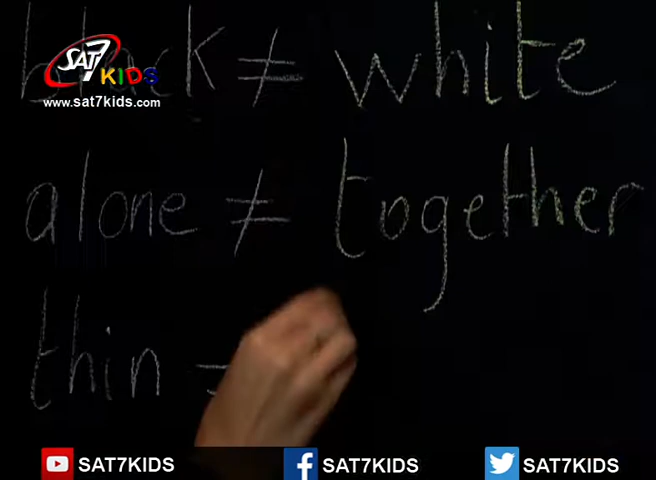 black ≠ white
SAT7 KIDS
www.sat7kids.com
alone ≠ together
thin =
SAT7KIDS SAT7KIDS SAT7KIDS